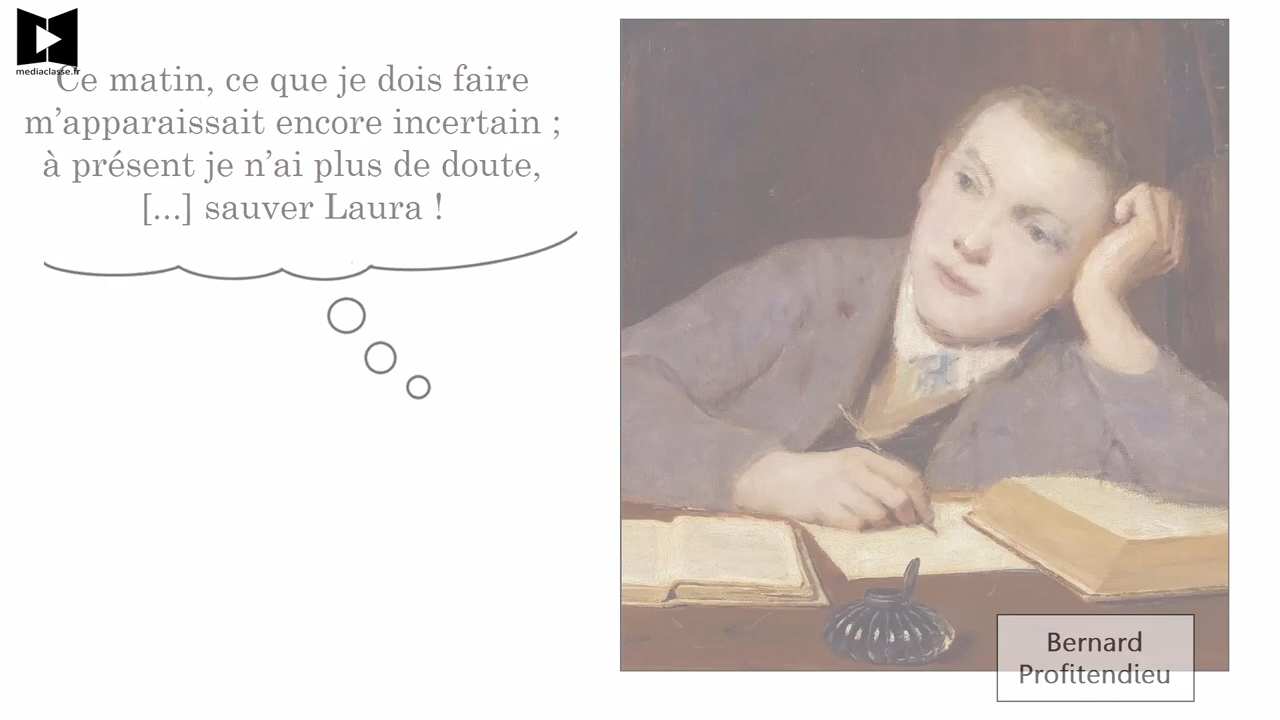 mediaclasse.fr
Ce matin, ce que je dois faire
m’apparaissait encore incertain ;
à présent je n’ai plus de doute,
[...] sauver Laura !
Bernard
Profitendieu